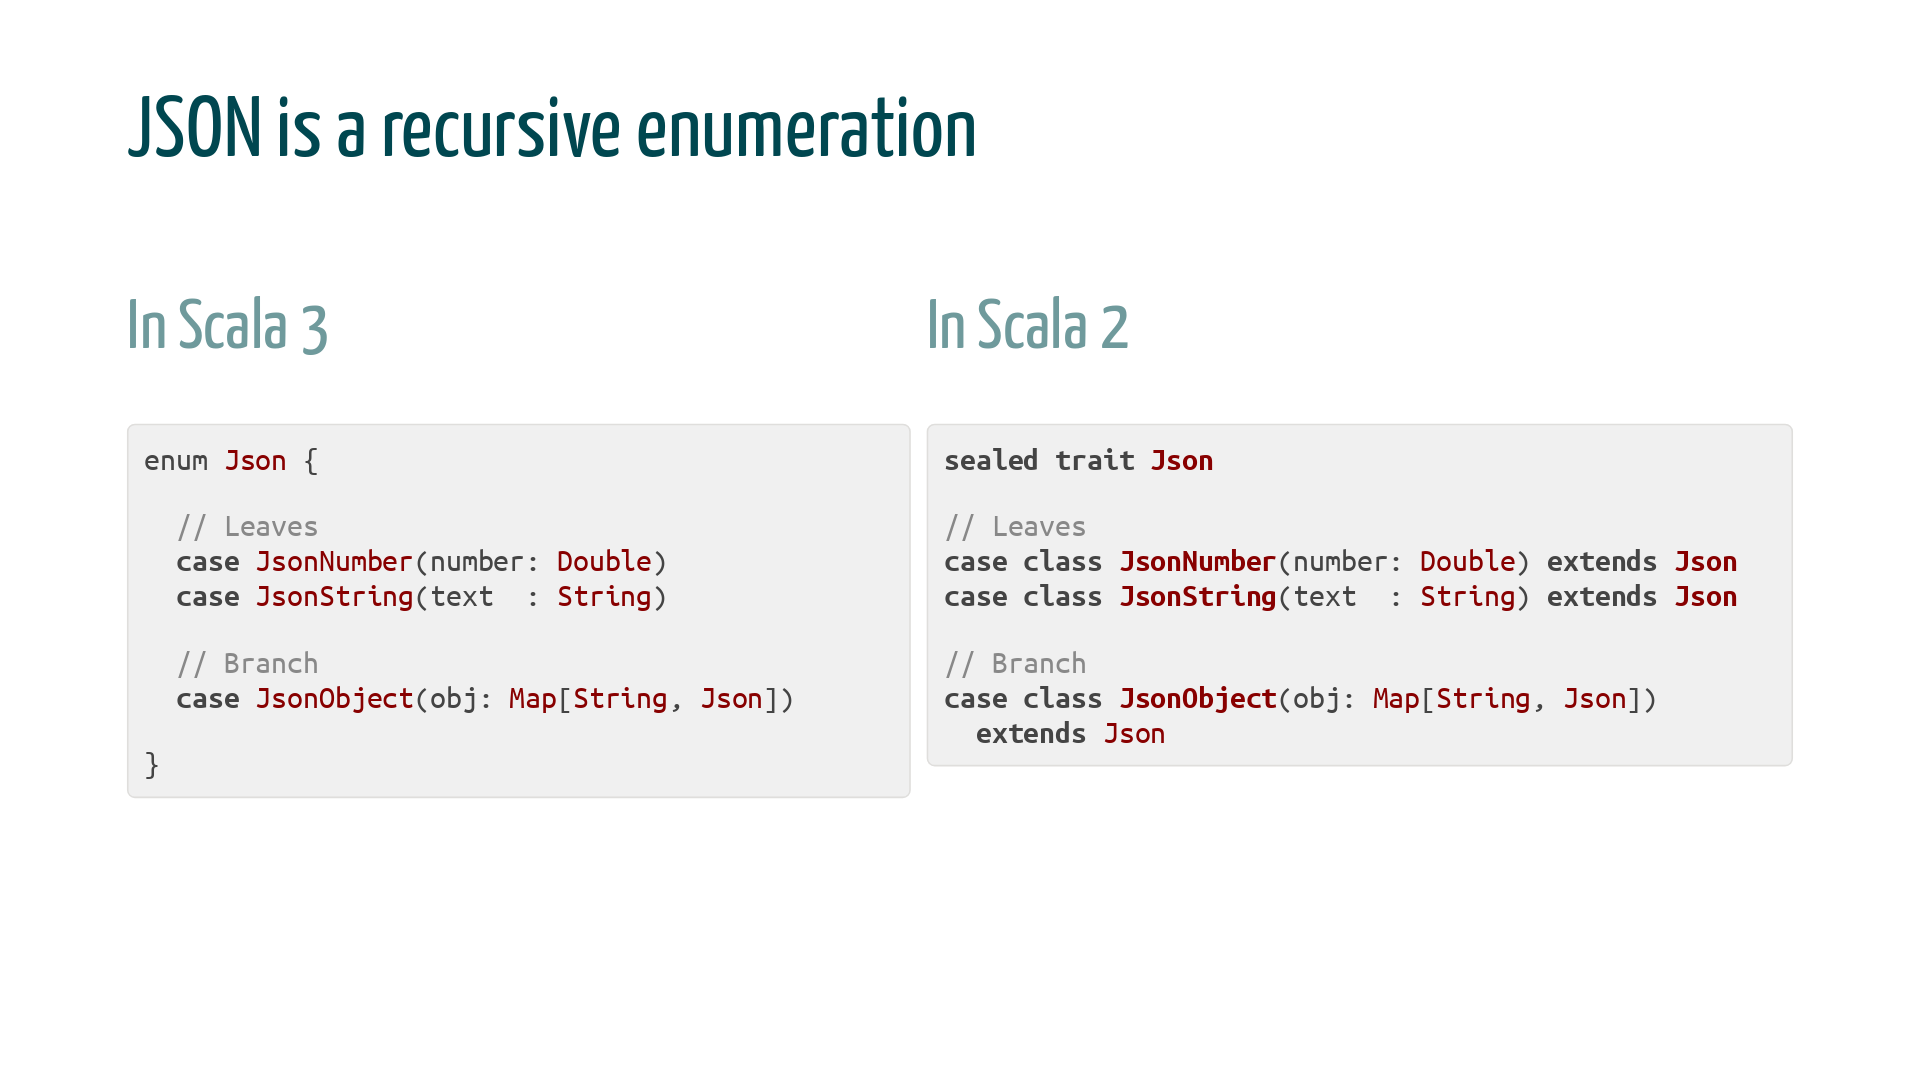 JSON is a recursive enumeration
In Scala 3
enum Json {
  // Leaves
  case JsonNumber(number: Double)
  case JsonString(text  : String)
  // Branch
  case JsonObject(obj: Map[String, Json])
}
In Scala 2
sealed trait Json
// Leaves
case class JsonNumber(number: Double) extends Json
case class JsonString(text  : String) extends Json
// Branch
case class JsonObject(obj: Map[String, Json])
  extends Json